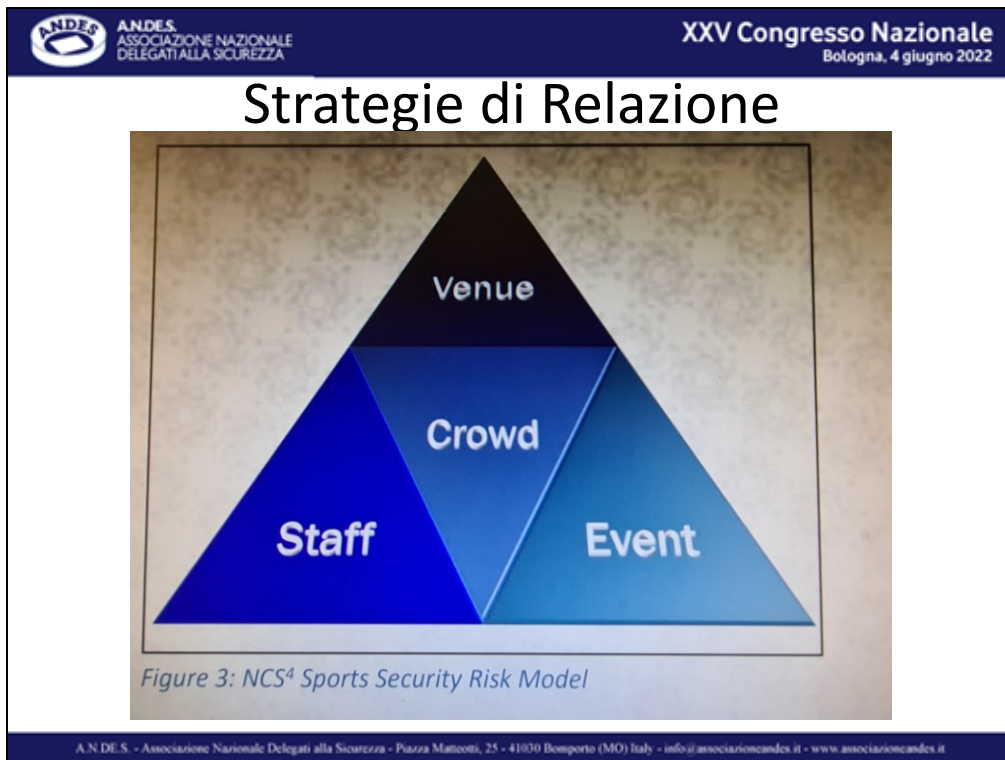 ANDES
A.N.DES.
ASSOCIAZIONE NAZIONALE
DELEGATI ALLA SICUREZZA
XXV Congresso Nazionale
Bologna, 4 giugno 2022
Strategie di Relazione
Venue
Crowd
Staff
Event
Figure 3: NCS⁴ Sports Security Risk Model
A.N.DE.S. - Associazione Nazionale Delegati alla Sicurezza - Piazza Matteotti, 25 - 41030 Bomporto (MO) Italy - info@associazioneandes.it - www.associazioneandes.it